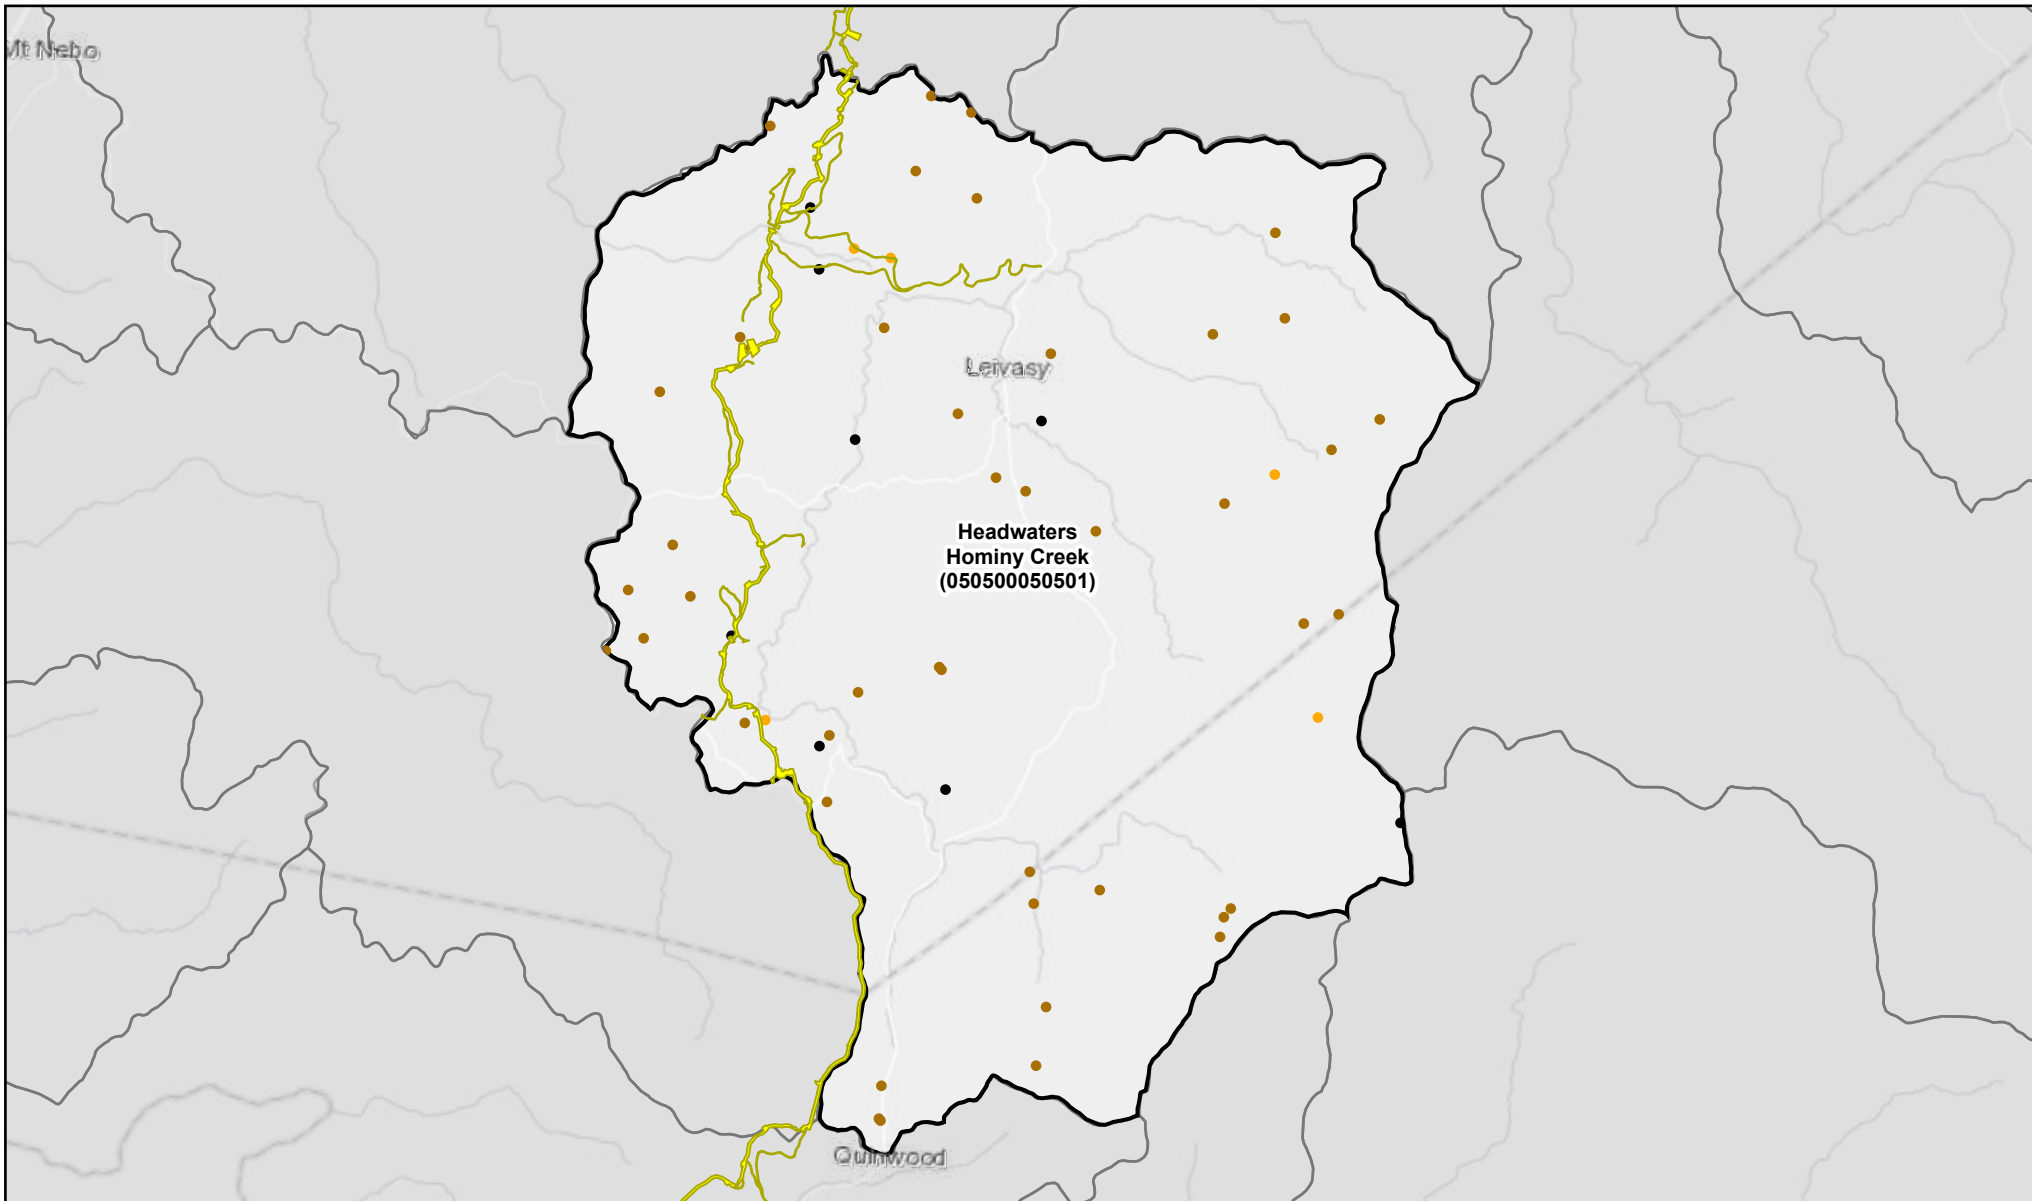 Mt Nebo
Leivasy
Headwaters
Hominy Creek
(050500050501)
Quinwood